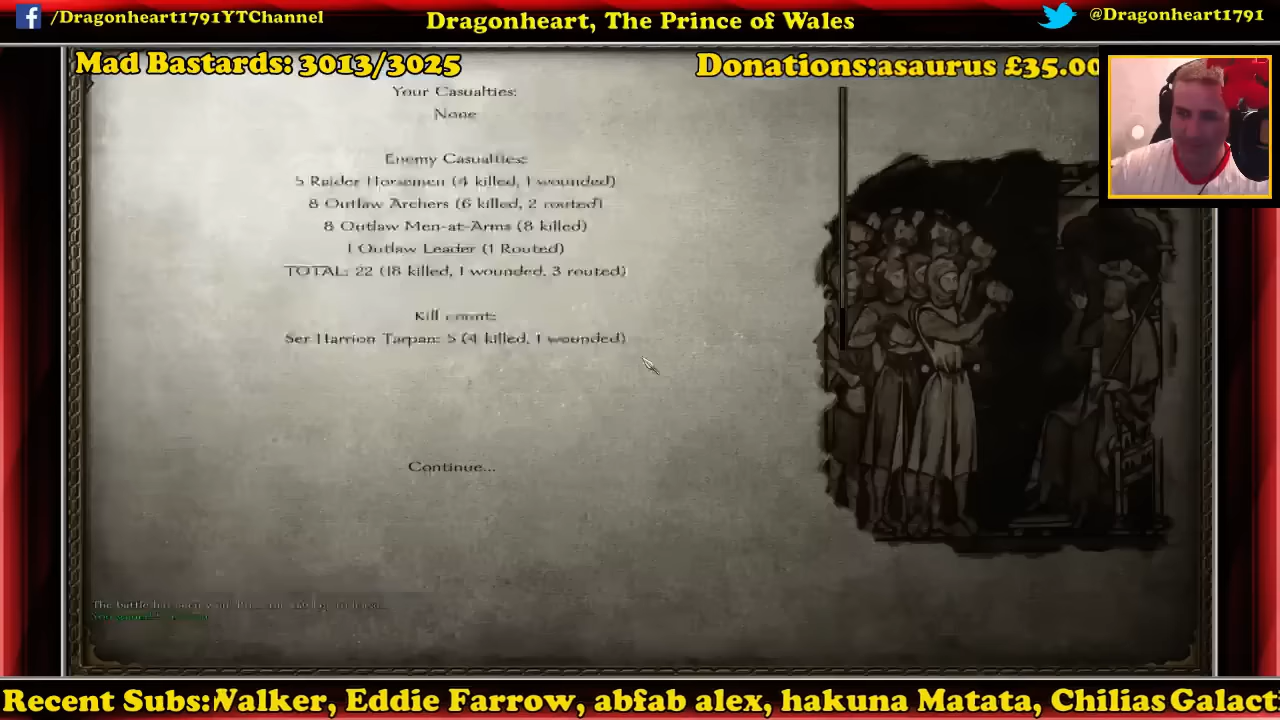 /Dragonheart1791YTChannel
Dragonheart, The Prince of Wales
@Dragonheart1791
Mad Bastards: 3013/3025
Donations:asaurus £35.00
Your Casualties:
None
Enemy Casualties:
5 Raider Horsemen (4 killed, 1 wounded)
8 Outlaw Archers (6 killed, 2 routed)
8 Outlaw Men-at-Arms (8 killed)
1 Outlaw Leader (1 Routed)
TOTAL: 22 (18 killed, 1 wounded, 3 routed)
Kill count:
Ser Harrion Tarpan: 5 (4 killed, 1 wounded)
Continue...
The battle
Recent Subs:Walker, Eddie Farrow, abfab alex, hakuna Matata, Chilias Galacti